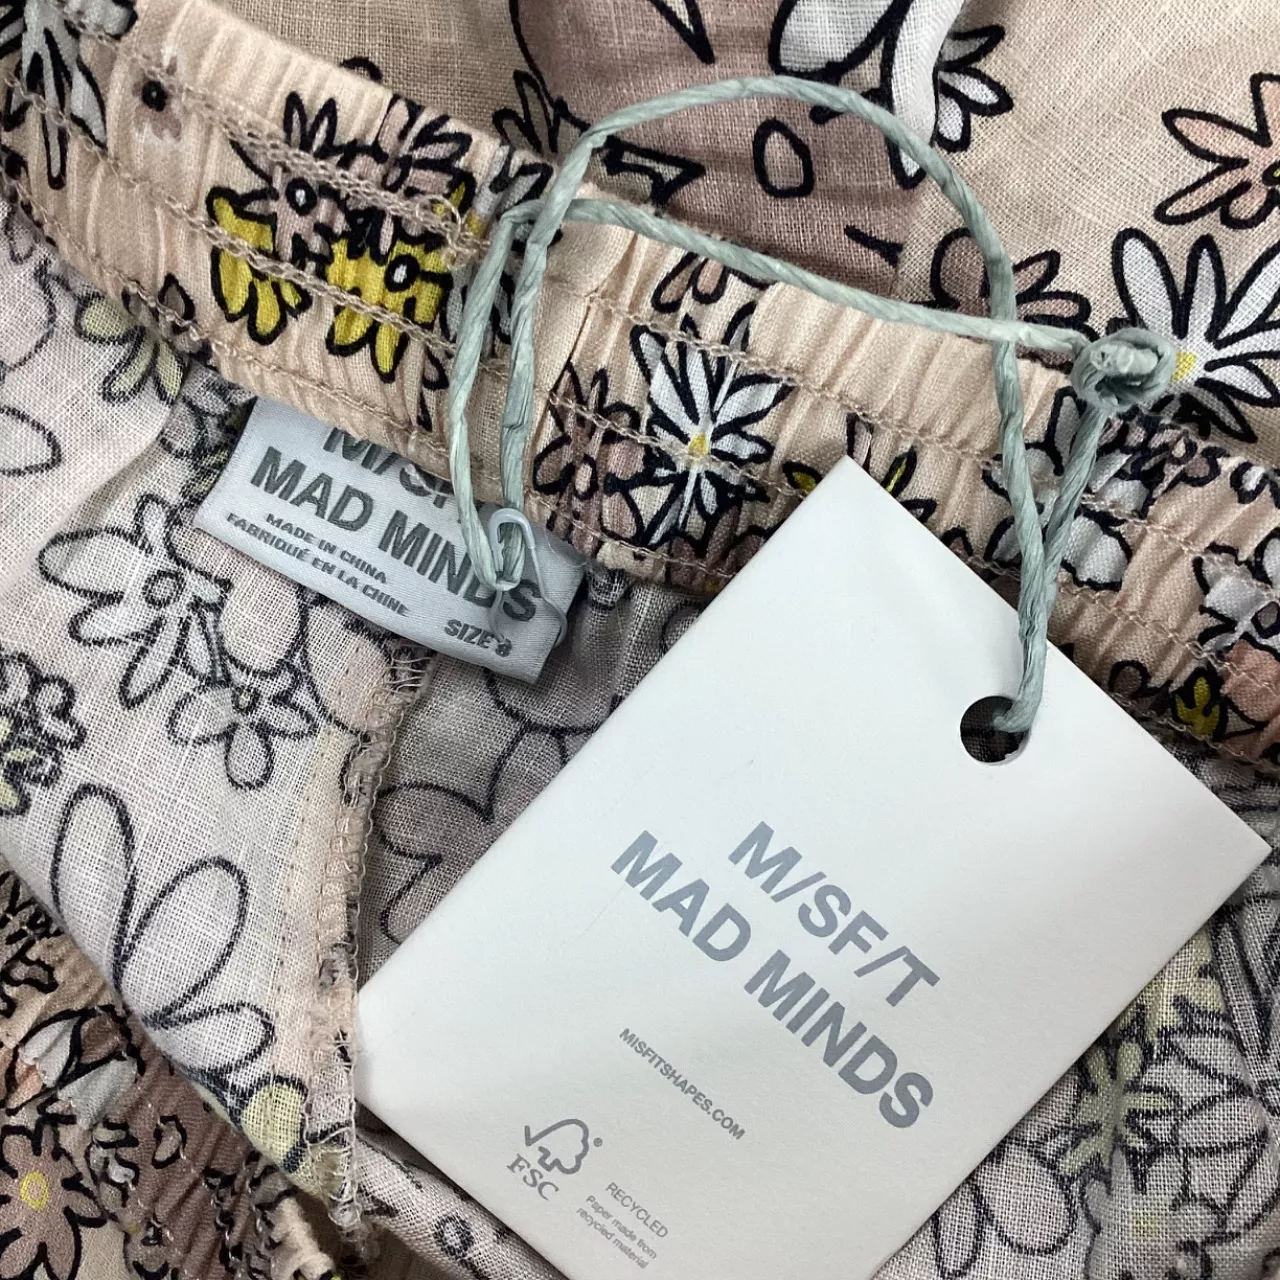 MAD MINDS
MADE IN CHINA
FABRIQUÉ EN LA CHINE
SIZE 8
M/SF/T
MAD MINDS
MISFITSHAPES.COM
FSC®
RECYCLED
Paper made from
recycled material